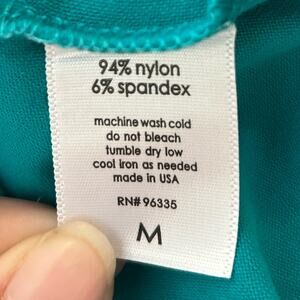 94% nylon
6% spandex
machine wash cold
do not bleach
tumble dry low
cool iron as needed
made in USA
RN# 96335
M